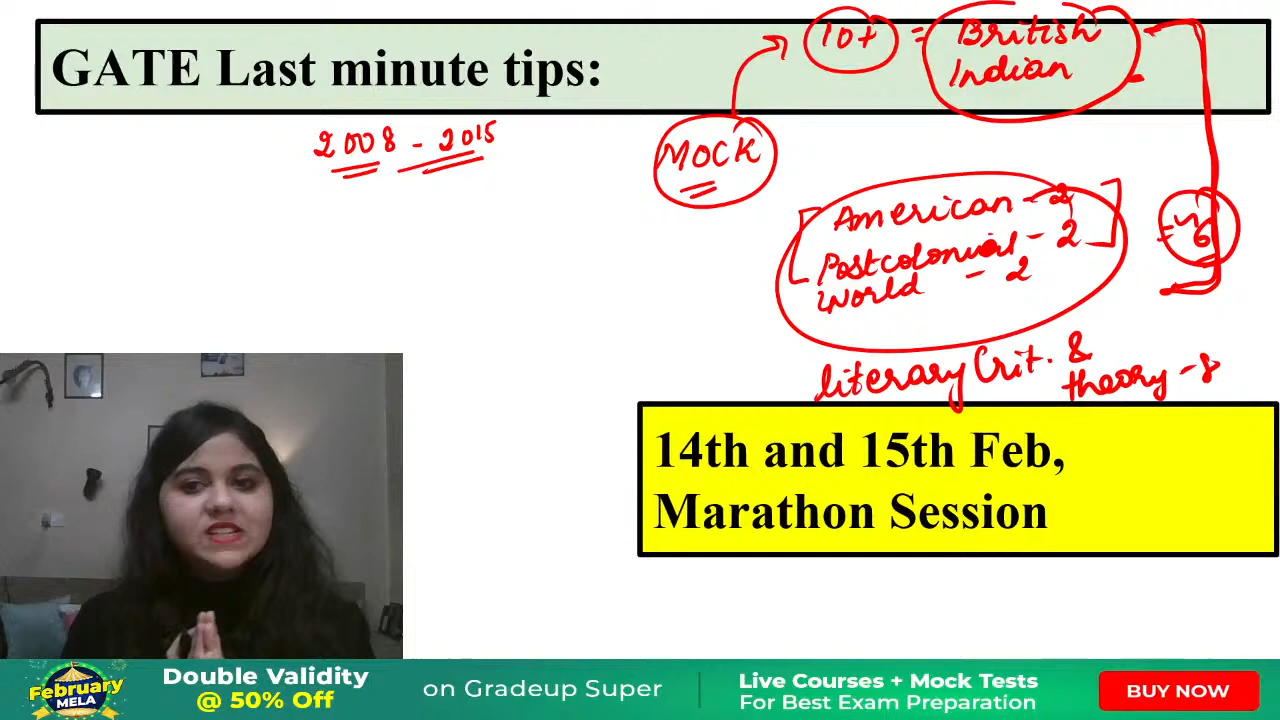 GATE Last minute tips:
10+ = British
Indian
2008 - 2015
MOCK
American - 2
Postcolonial - 2
World - 2
= 6
literary Crit. &
theory - 8
14th and 15th Feb,
Marathon Session
February
MELA
Double Validity
@ 50% Off
on Gradeup Super
Live Courses + Mock Tests
For Best Exam Preparation
BUY NOW